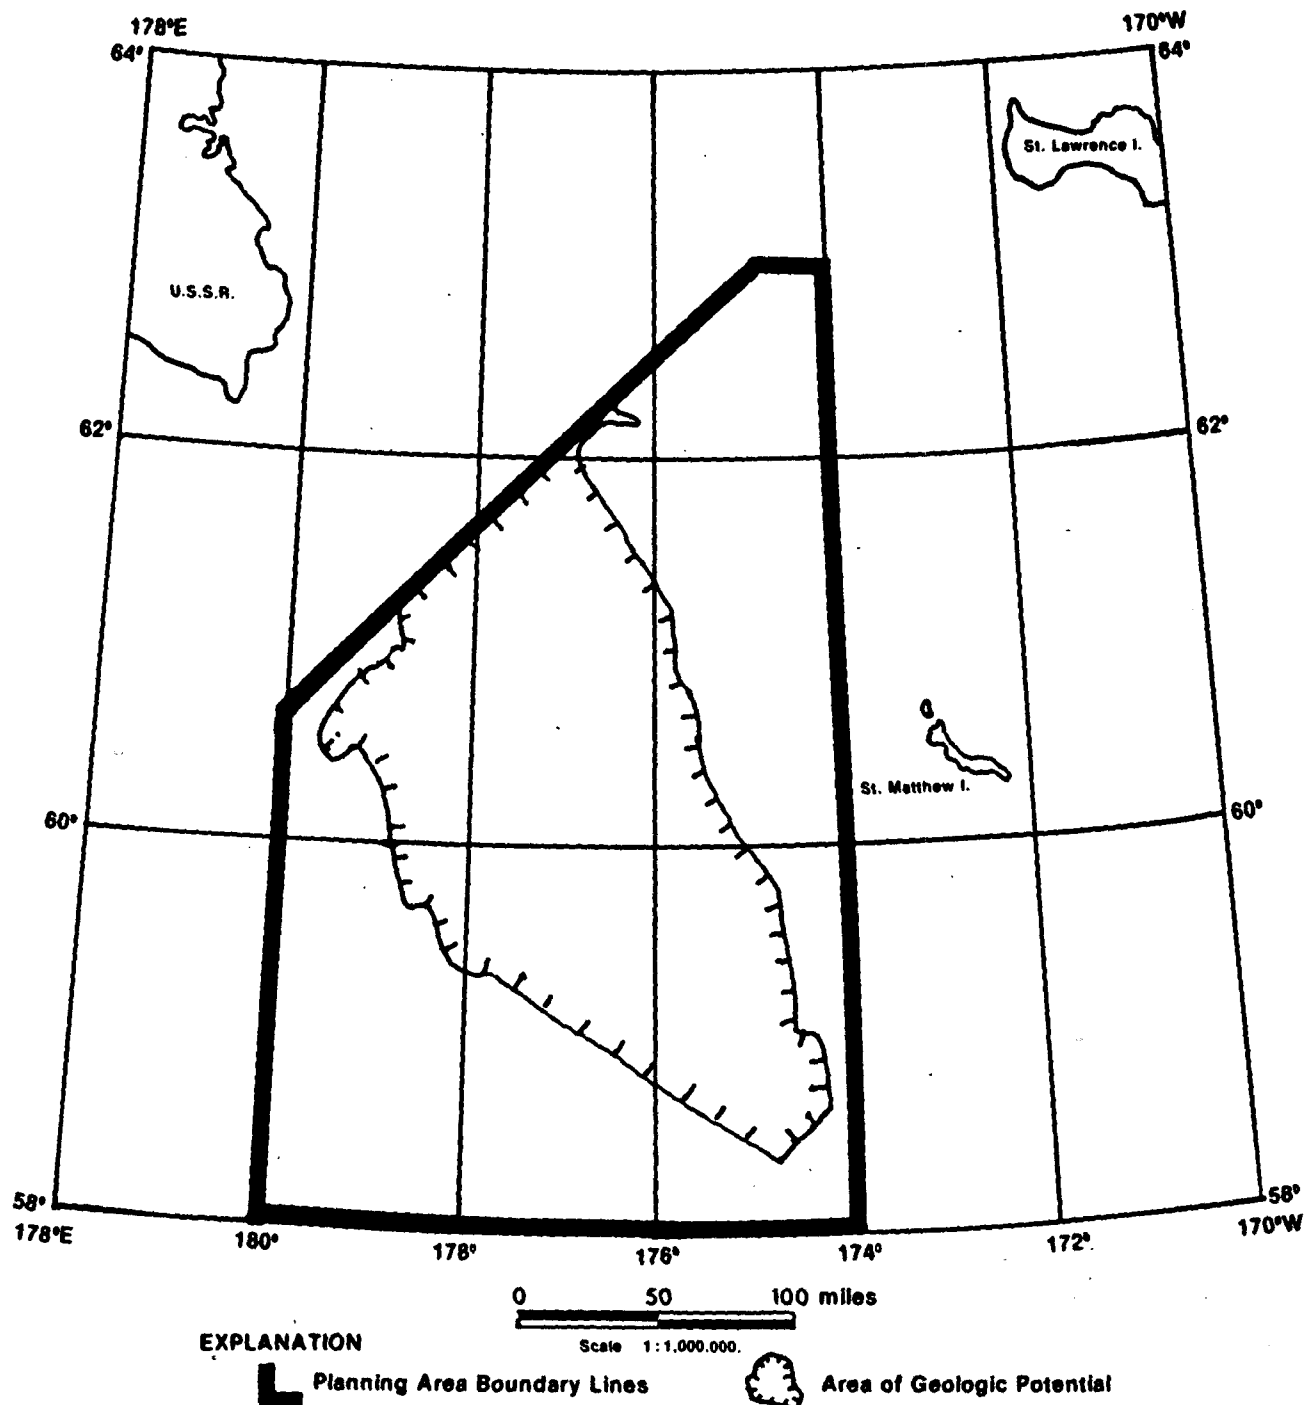 178°E
170°W
64°
64°
St. Lawrence I.
U.S.S.R.
62°
62°
St. Matthew I.
60°
60°
58°
58°
178°E
180°
178°
176°
174°
172°
170°W
0 50 100 miles
Scale 1:1,000,000.
EXPLANATION
Planning Area Boundary Lines
Area of Geologic Potential